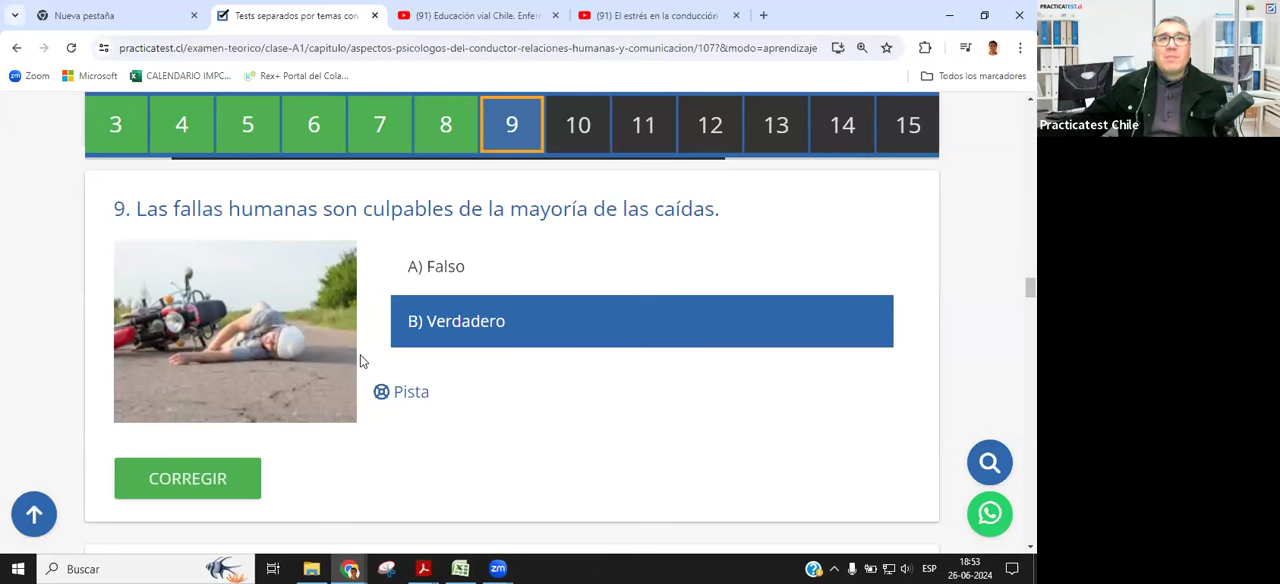 Nueva pestaña
Tests separados por temario con
(91) Educación vial Chile. Enfer
(91) El estrés en la conducción
practicatest.cl/examen-teorico/clase-A1/capitulo/aspectos-psicologos-del-conductor-relaciones-humanas-y-comunicacion/107?&modo=aprendizaje
Zoom
Microsoft
CALENDARIO IMPC...
Rex+ Portal del Cola...
Todos los marcadores
PRACTICATEST.cl
Practicatest Chile
3 4 5 6 7 8 9 10 11 12 13 14 15
9. Las fallas humanas son culpables de la mayoría de las caídas.
A) Falso
B) Verdadero
Pista
CORREGIR
Buscar
zm
ESP
18:53
26-06-2024